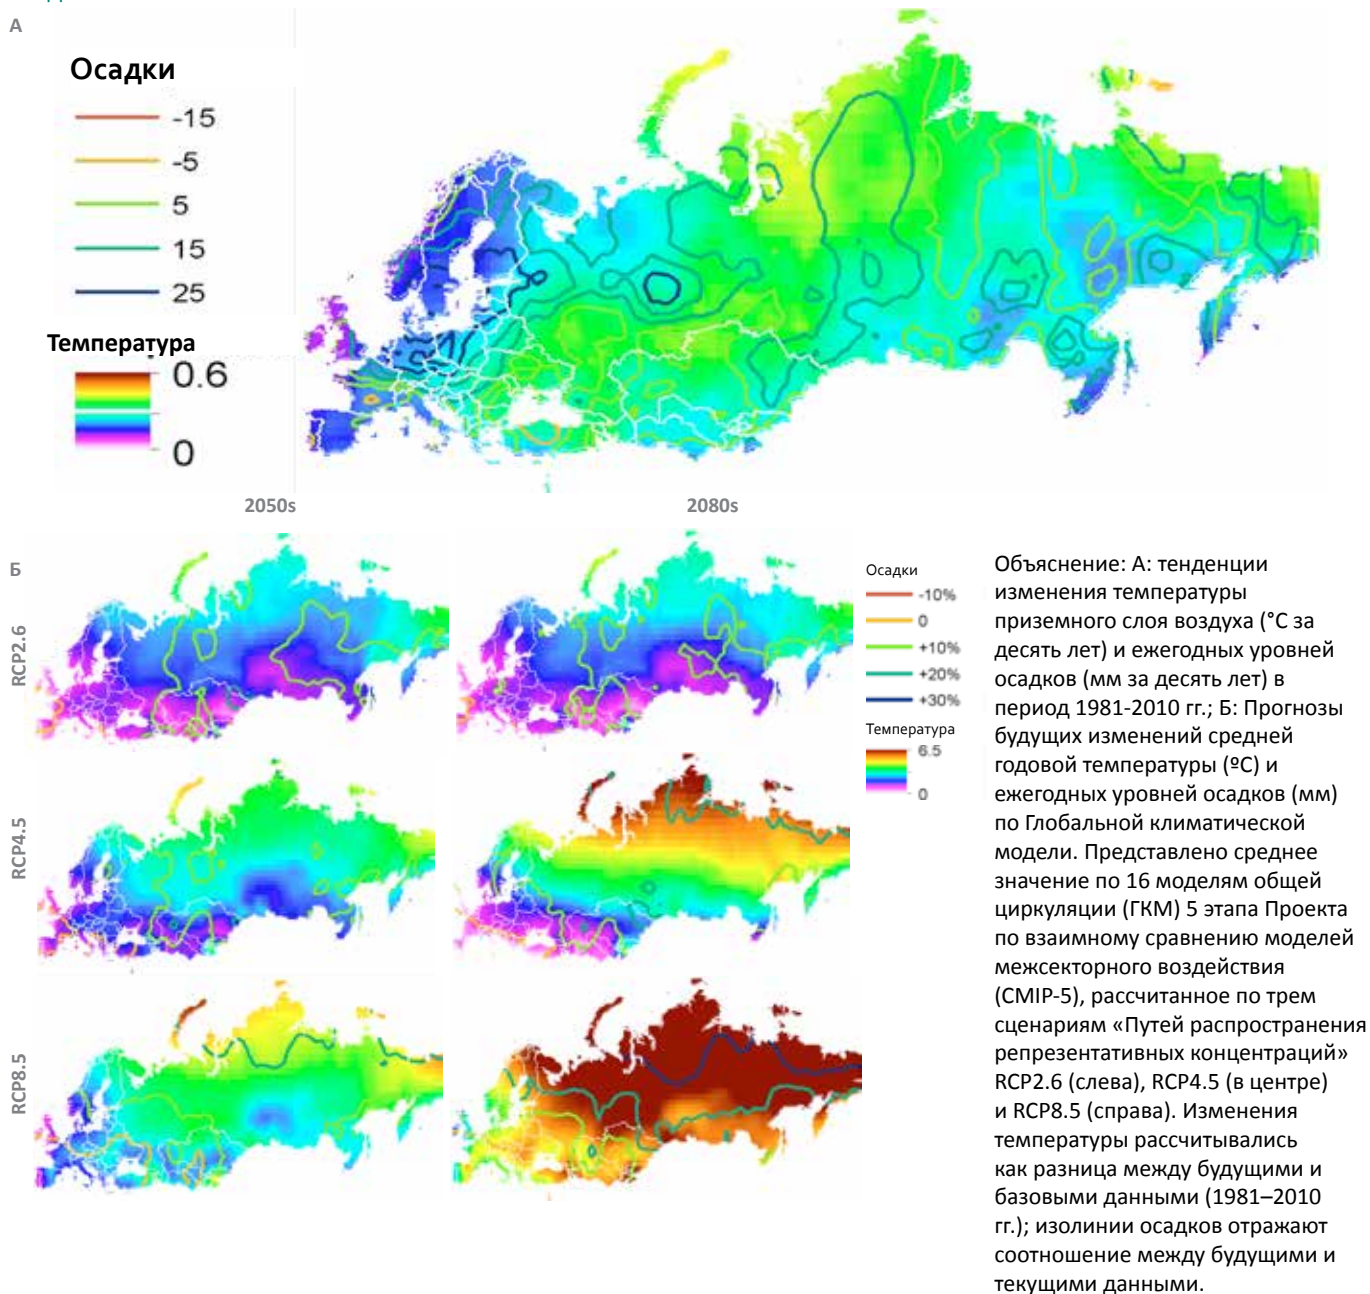 А
Осадки
-15
-5
5
15
25
Температура
0.6
0
2050s
2080s
Б
RCP2.6
RCP4.5
RCP8.5
Осадки
-10%
0
+10%
+20%
+30%
Температура
6.5
0
Объяснение: А: тенденции
изменения температуры
приземного слоя воздуха (°С за
десять лет) и ежегодных уровней
осадков (мм за десять лет) в
период 1981-2010 гг.; Б: Прогнозы
будущих изменений средней
годовой температуры (ºС) и
ежегодных уровней осадков (мм)
по Глобальной климатической
модели. Представлено среднее
значение по 16 моделям общей
циркуляции (ГКМ) 5 этапа Проекта
по взаимному сравнению моделей
межсекторного воздействия
(CMIP-5), рассчитанное по трем
сценариям «Путей распространения
репрезентативных концентраций»
RCP2.6 (слева), RCP4.5 (в центре)
и RCP8.5 (справа). Изменения
температуры рассчитывались
как разница между будущими и
базовыми данными (1981–2010
гг.); изолинии осадков отражают
соотношение между будущими и
текущими данными.